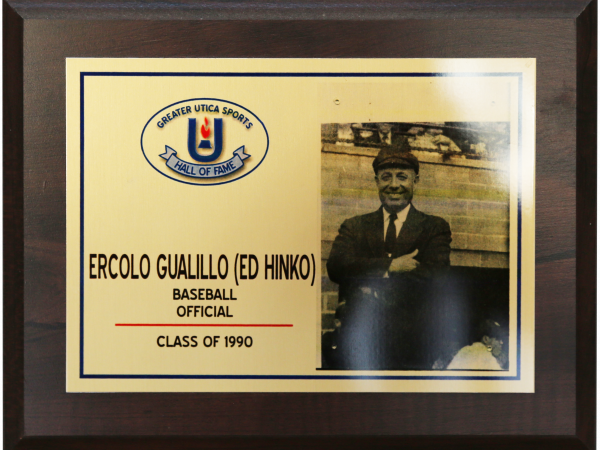 GREATER UTICA SPORTS
U
HALL OF FAME
ERCOLO GUALILLO (ED HINKO)
BASEBALL
OFFICIAL
CLASS OF 1990